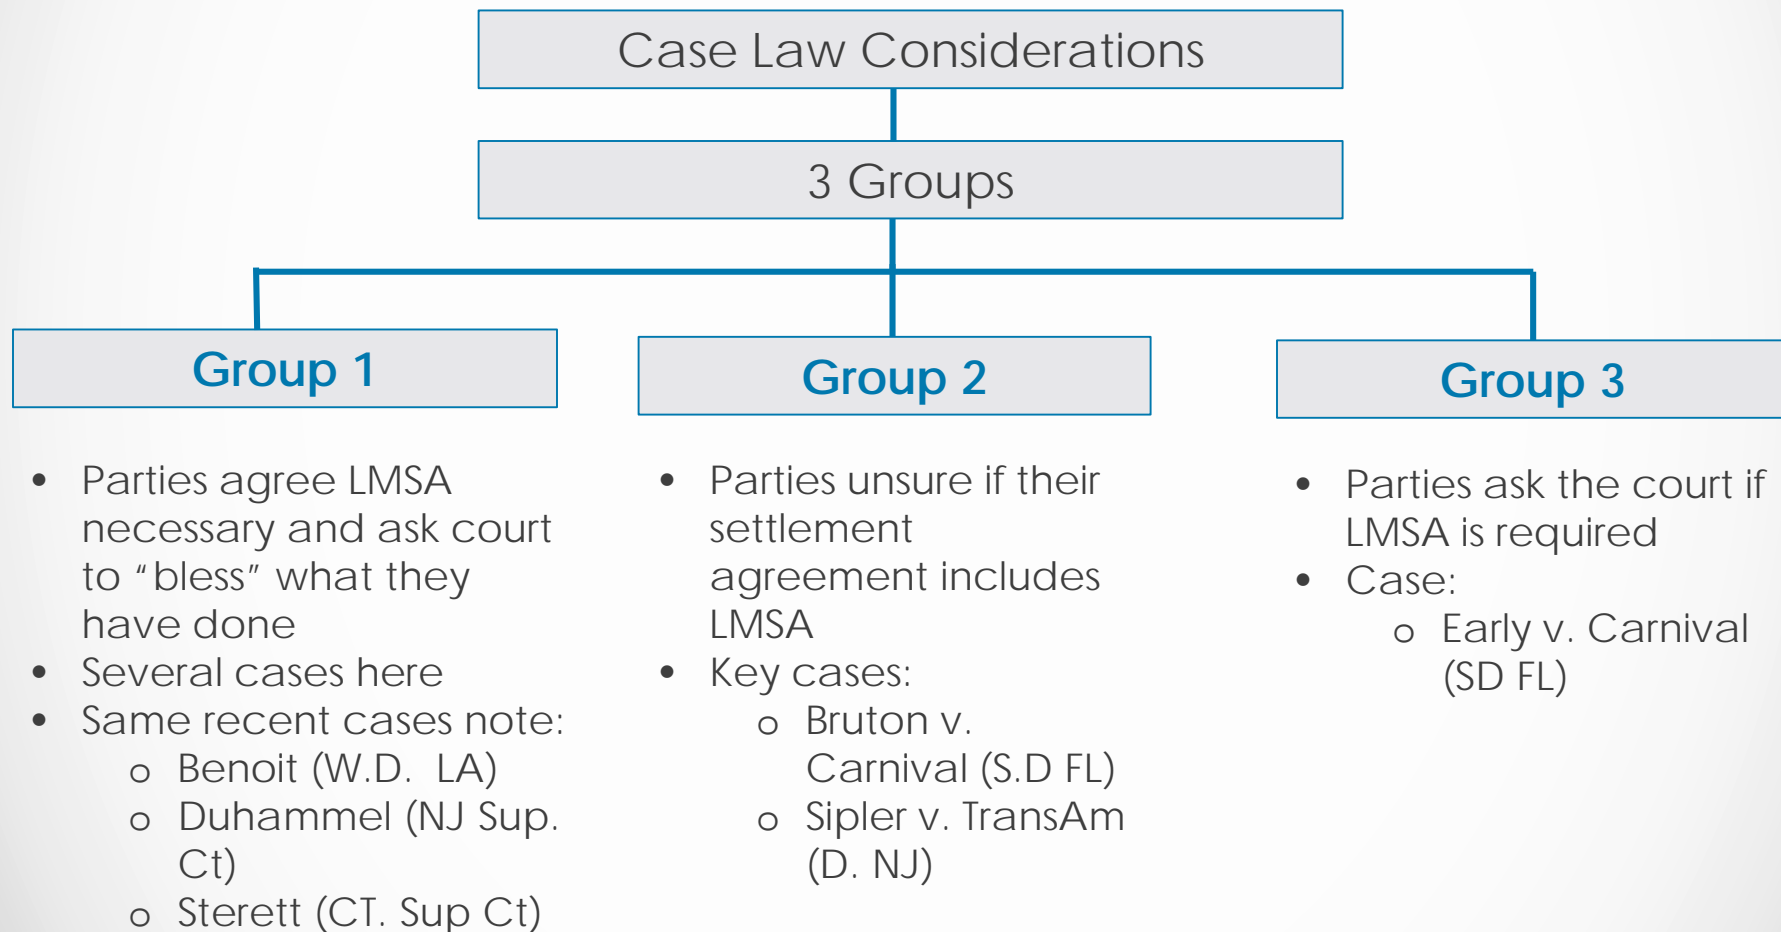 Case Law Considerations
3 Groups
Group 1
• Parties agree LMSA
necessary and ask court
to “bless” what they
have done
• Several cases here
• Same recent cases note:
o Benoit (W.D. LA)
o Duhammel (NJ Sup.
Ct)
o Sterett (CT. Sup Ct)
Group 2
• Parties unsure if their
settlement
agreement includes
LMSA
• Key cases:
o Bruton v.
Carnival (S.D FL)
o Sipler v. TransAm
(D. NJ)
Group 3
• Parties ask the court if
LMSA is required
• Case:
o Early v. Carnival
(SD FL)